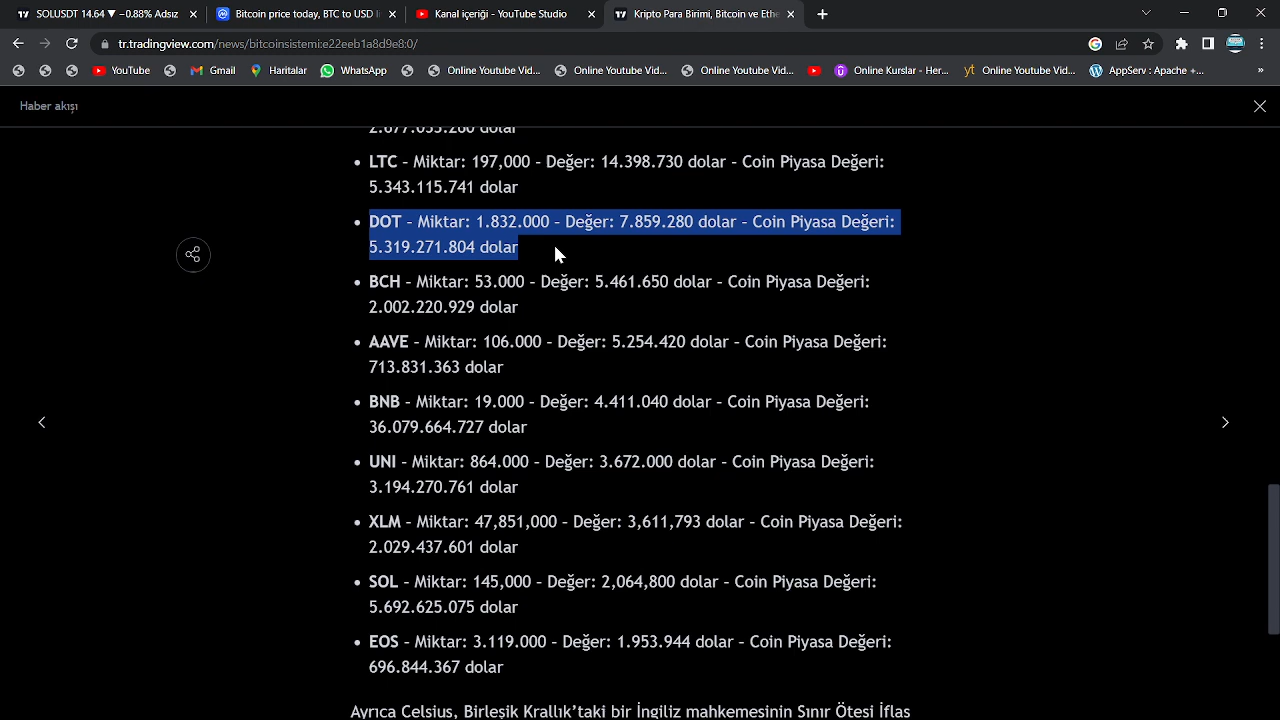 SOLUSDT 14.64 ▼ −0.88% Adsız
Bitcoin price today, BTC to USD li
Kanal içeriği - YouTube Studio
Kripto Para Birimi, Bitcoin ve Ethe
tr.tradingview.com/news/bitcoinsistemi:e22eeb1a8d9e8:0/
YouTube
Gmail
Haritalar
WhatsApp
Online Youtube Vid...
Online Youtube Vid...
Online Youtube Vid...
Online Kurslar - Her...
Online Youtube Vid...
AppServ : Apache +...
Haber akışı
2.677.055.260 dolar
• LTC - Miktar: 197,000 - Değer: 14.398.730 dolar - Coin Piyasa Değeri:
5.343.115.741 dolar
• DOT - Miktar: 1.832.000 - Değer: 7.859.280 dolar - Coin Piyasa Değeri:
5.319.271.804 dolar
• BCH - Miktar: 53.000 - Değer: 5.461.650 dolar - Coin Piyasa Değeri:
2.002.220.929 dolar
• AAVE - Miktar: 106.000 - Değer: 5.254.420 dolar - Coin Piyasa Değeri:
713.831.363 dolar
• BNB - Miktar: 19.000 - Değer: 4.411.040 dolar - Coin Piyasa Değeri:
36.079.664.727 dolar
• UNI - Miktar: 864.000 - Değer: 3.672.000 dolar - Coin Piyasa Değeri:
3.194.270.761 dolar
• XLM - Miktar: 47,851,000 - Değer: 3,611,793 dolar - Coin Piyasa Değeri:
2.029.437.601 dolar
• SOL - Miktar: 145,000 - Değer: 2,064,800 dolar - Coin Piyasa Değeri:
5.692.625.075 dolar
• EOS - Miktar: 3.119.000 - Değer: 1.953.944 dolar - Coin Piyasa Değeri:
696.844.367 dolar
Ayrıca Celsius, Birleşik Krallık'taki bir İngiliz mahkemesinin Sınır Ötesi İflas